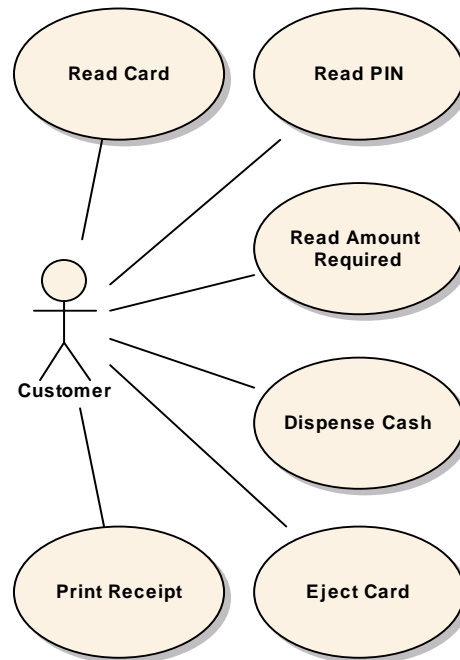 Read Card
Read PIN
Read Amount
Required
Customer
Dispense Cash
Print Receipt
Eject Card